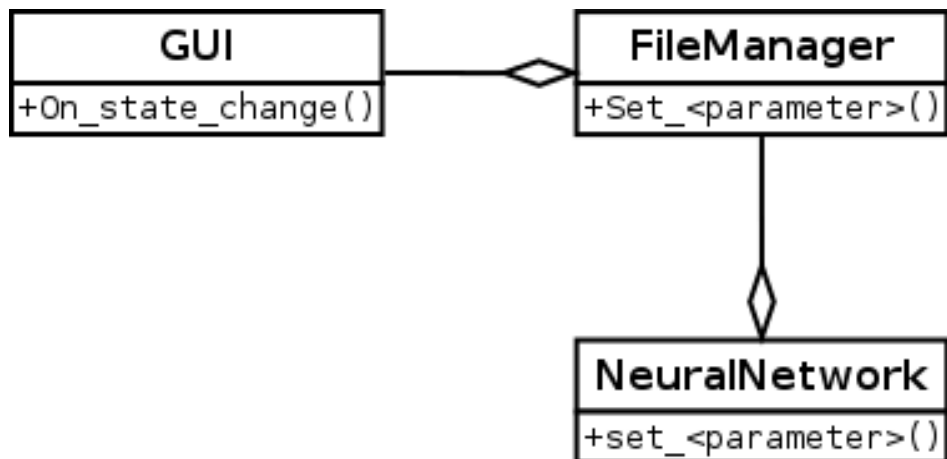 GUI
+On_state_change()
FileManager
+Set_<parameter>()
NeuralNetwork
+set_<parameter>()